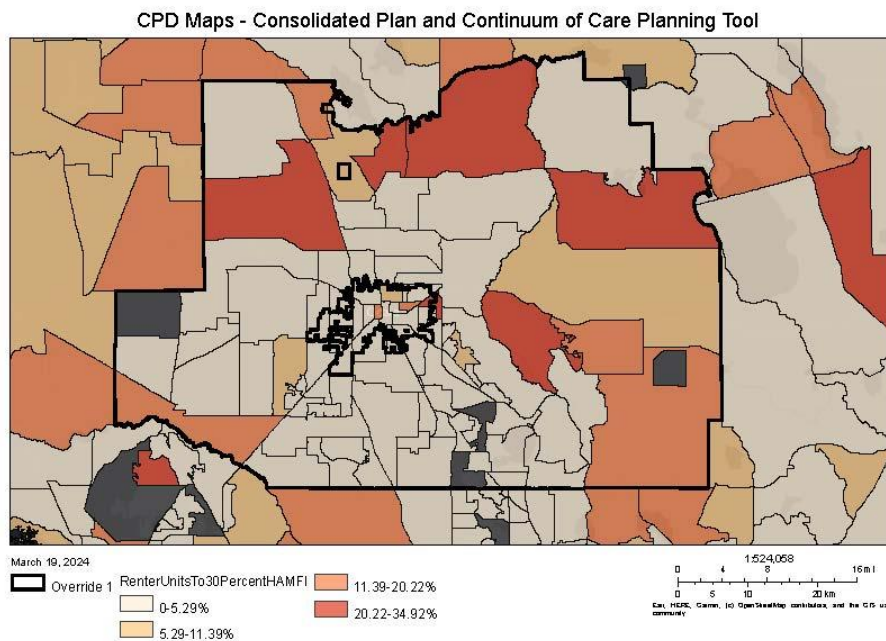 CPD Maps - Consolidated Plan and Continuum of Care Planning Tool
March 19, 2024
Override 1
RenterUnitsTo30PercentHAMFI
0-5.29%
5.29-11.39%
11.39-20.22%
20.22-34.92%
1:524,058
0 4 8 16 mi
0 5 10 20 km
Esri, HERE, Garmin, (c) OpenStreetMap contributors, and the GIS us
community